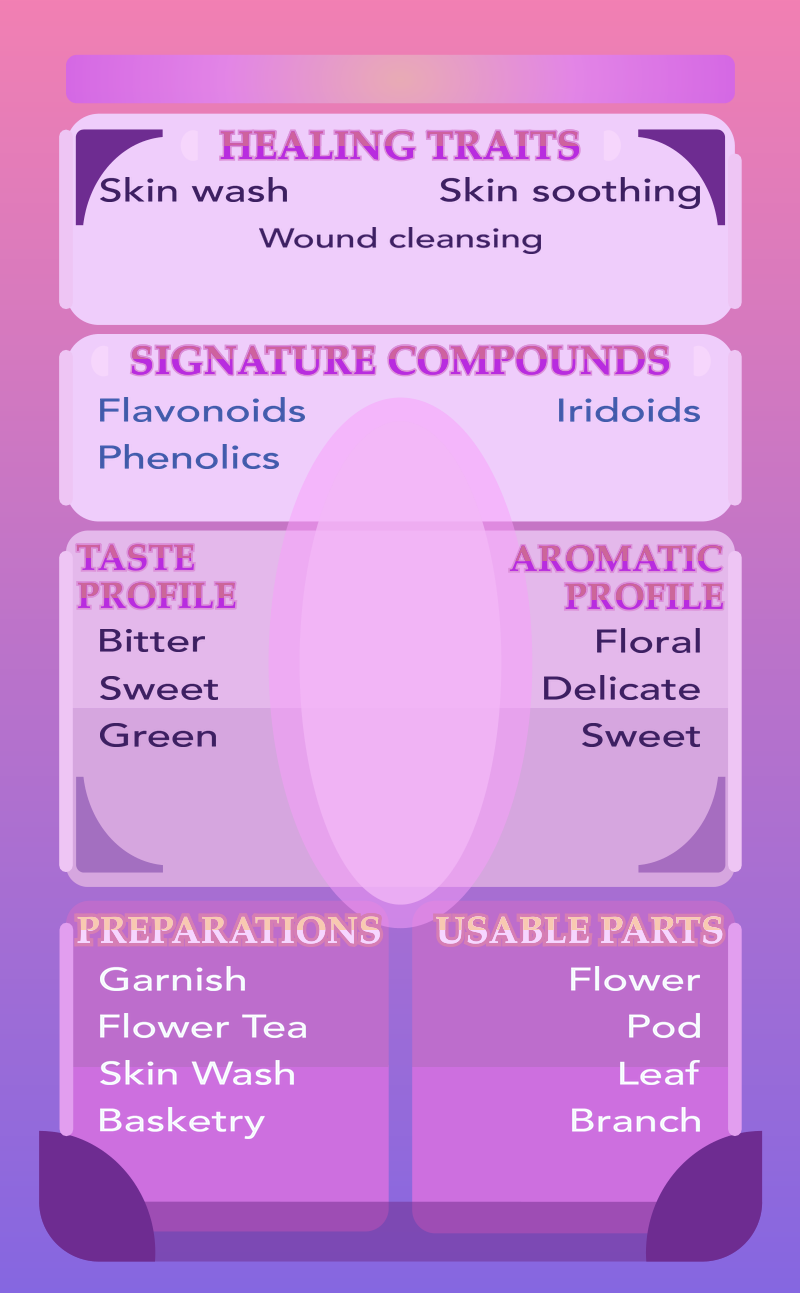 HEALING TRAITS
Skin wash Skin soothing
Wound cleansing
SIGNATURE COMPOUNDS
Flavonoids Iridoids
Phenolics
TASTE PROFILE
Bitter
Sweet
Green
AROMATIC PROFILE
Floral
Delicate
Sweet
PREPARATIONS
Garnish
Flower Tea
Skin Wash
Basketry
USABLE PARTS
Flower
Pod
Leaf
Branch